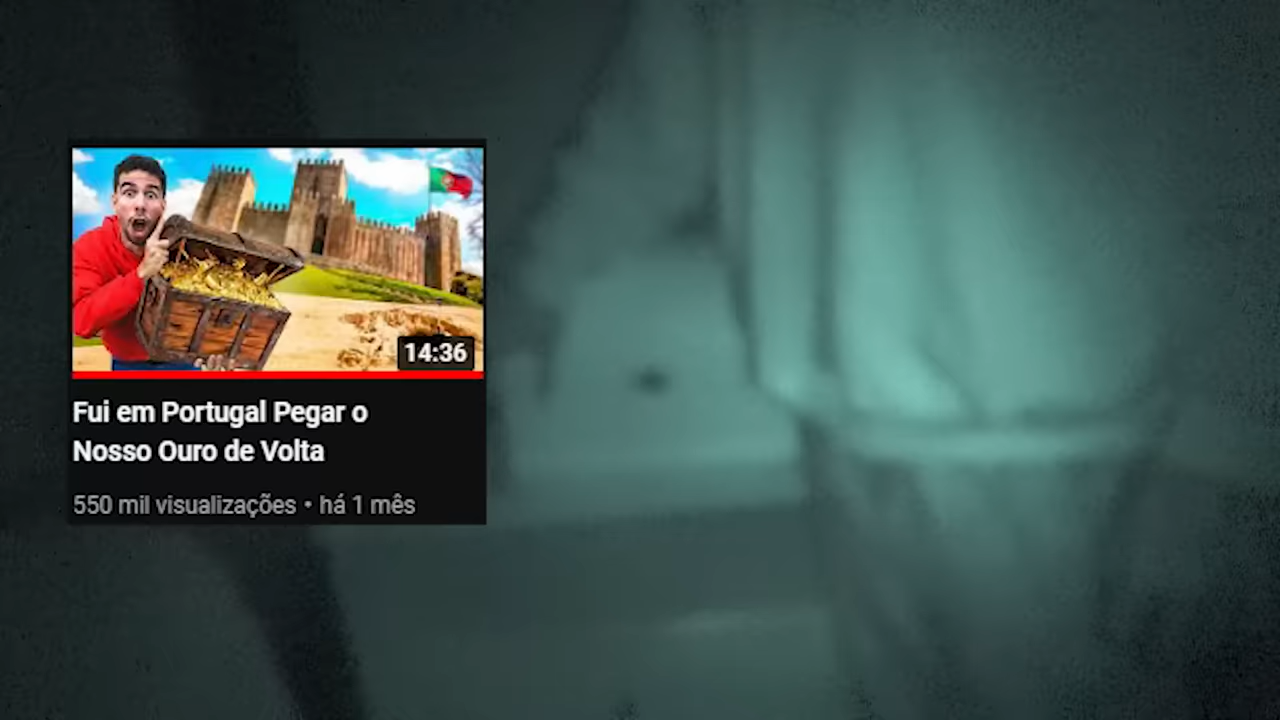 14:36
Fui em Portugal Pegar o
Nosso Ouro de Volta
550 mil visualizações • há 1 mês